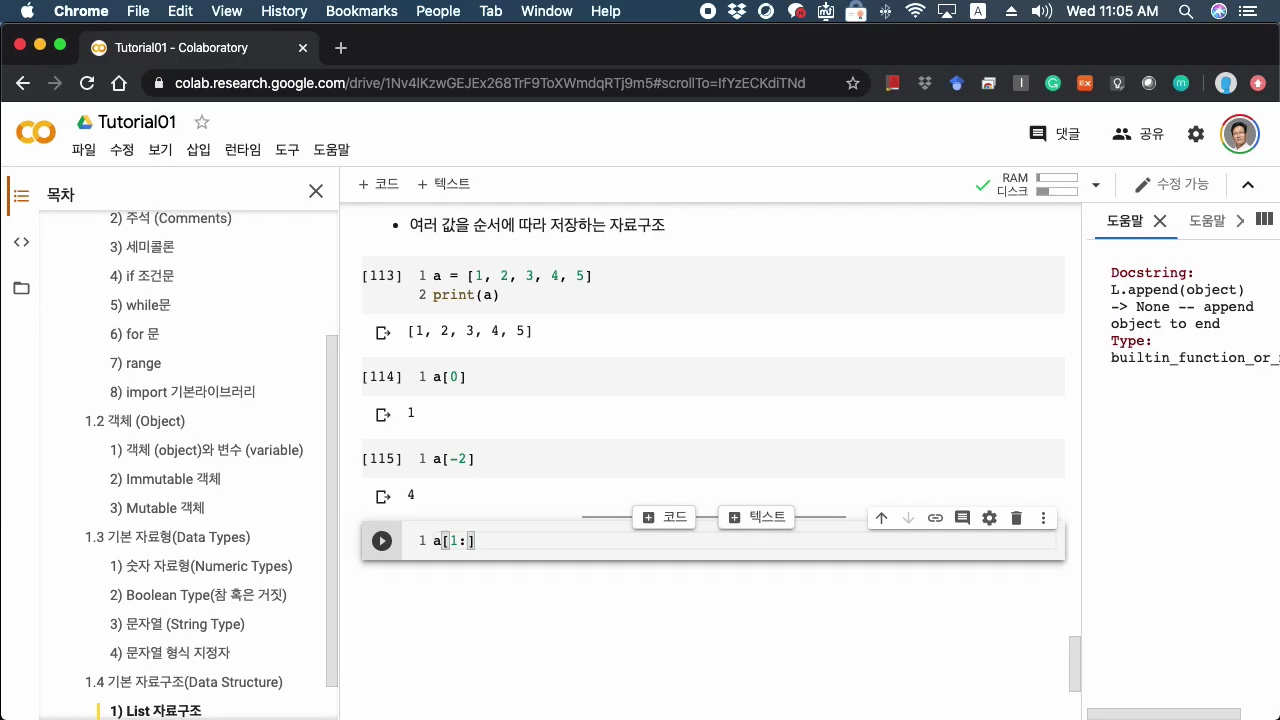 Chrome File Edit View History Bookmarks People Tab Window Help A Wed 11:05 AM
Tutorial01 - Colaboratory
colab.research.google.com/drive/1Nv4lKzwGEJEx268TrF9ToXWmdqRTj9m5#scrollTo=IfYzECKdiTNd
Tutorial01
댓글 공유
파일 수정 보기 삽입 런타임 도구 도움말
목차
+ 코드 + 텍스트
RAM
디스크
수정 가능
2) 주석 (Comments)
3) 세미콜론
4) if 조건문
5) while문
6) for 문
7) range
8) import 기본라이브러리
1.2 객체 (Object)
1) 객체 (object)와 변수 (variable)
2) Immutable 객체
3) Mutable 객체
1.3 기본 자료형(Data Types)
1) 숫자 자료형(Numeric Types)
2) Boolean Type(참 혹은 거짓)
3) 문자열 (String Type)
4) 문자열 형식 지정자
1.4 기본 자료구조(Data Structure)
1) List 자료구조
• 여러 값을 순서에 따라 저장하는 자료구조
[113] 1 a = [1, 2, 3, 4, 5]
2 print(a)
[1, 2, 3, 4, 5]
[114] 1 a[0]
1
[115] 1 a[-2]
4
코드 텍스트
1 a[1:]
도움말 도움말
Docstring:
L.append(object)
-> None -- append
object to end
Type:
builtin_function_or_